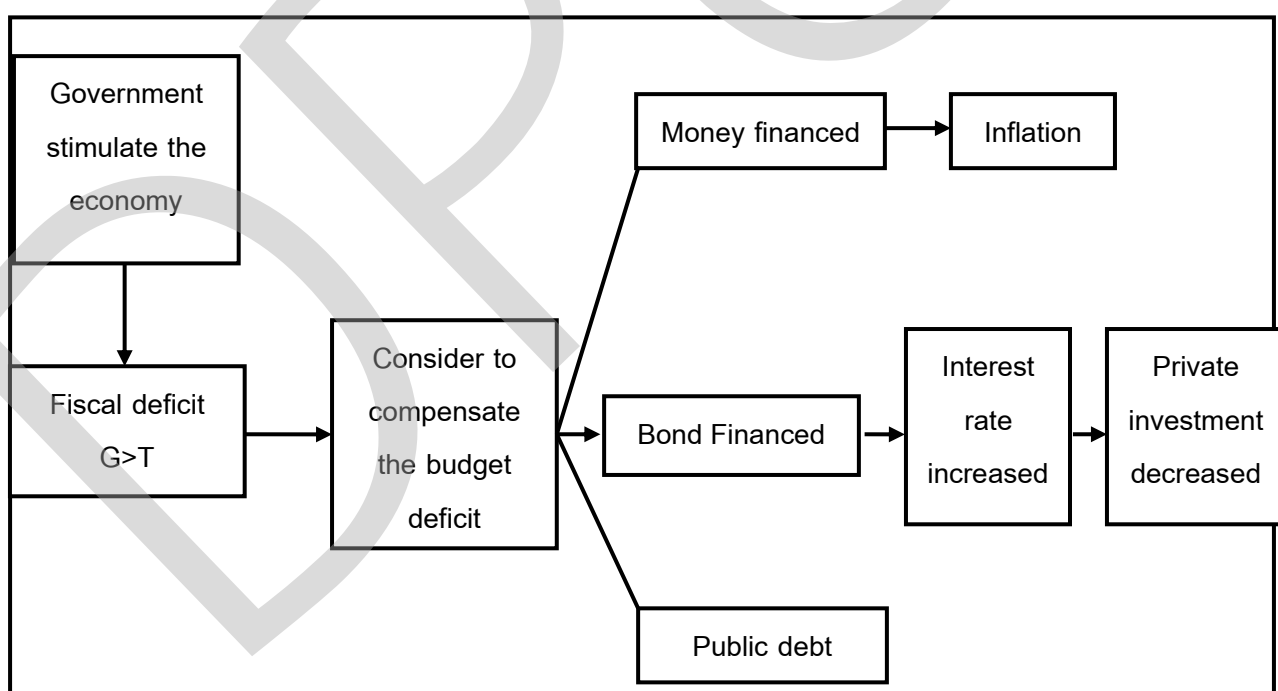 Government
stimulate the
economy
Money financed
Inflation
Fiscal deficit
G>T
Consider to
compensate
the budget
deficit
Bond Financed
Interest
rate
increased
Private
investment
decreased
Public debt